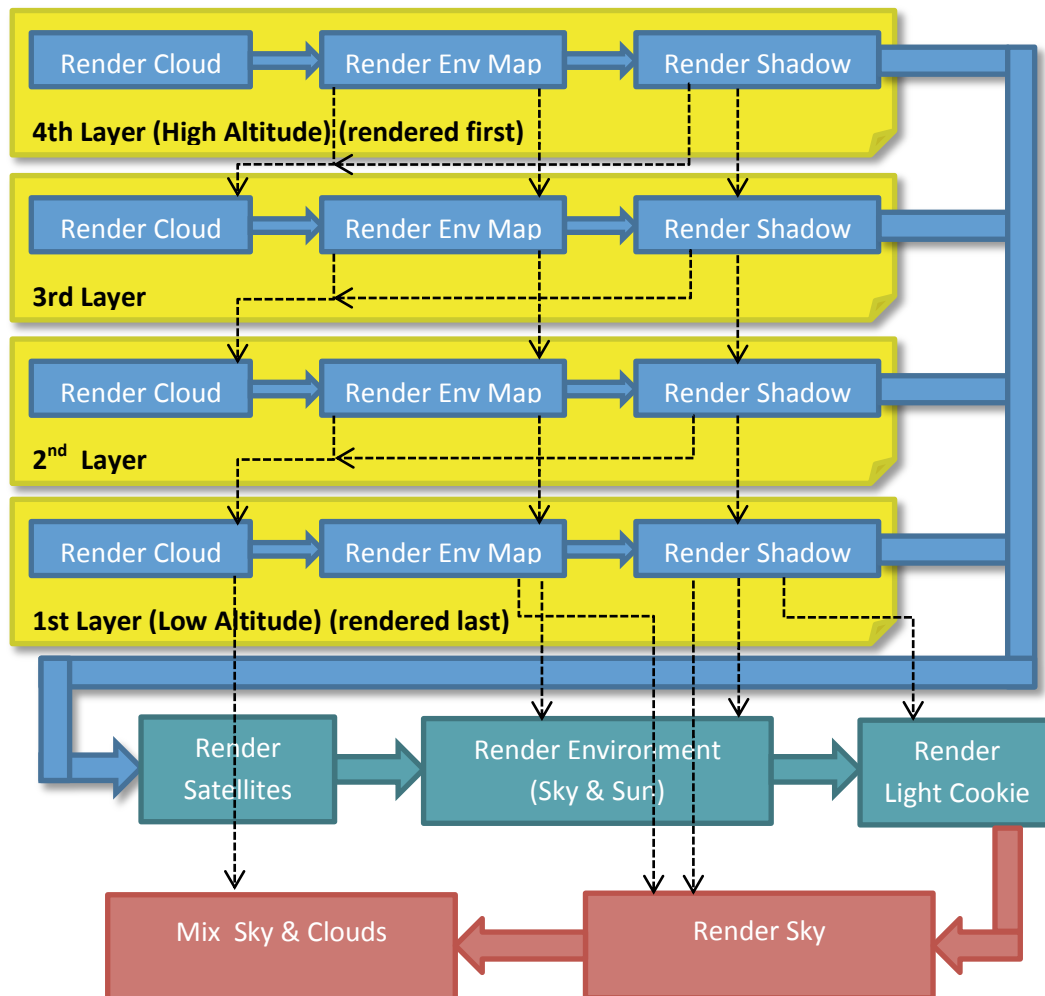 Render Cloud
Render Env Map
Render Shadow
4th Layer (High Altitude) (rendered first)
Render Cloud
Render Env Map
Render Shadow
3rd Layer
Render Cloud
Render Env Map
Render Shadow
2nd Layer
Render Cloud
Render Env Map
Render Shadow
1st Layer (Low Altitude) (rendered last)
Render
Satellites
Render Environment
(Sky & Sun)
Render
Light Cookie
Mix Sky & Clouds
Render Sky